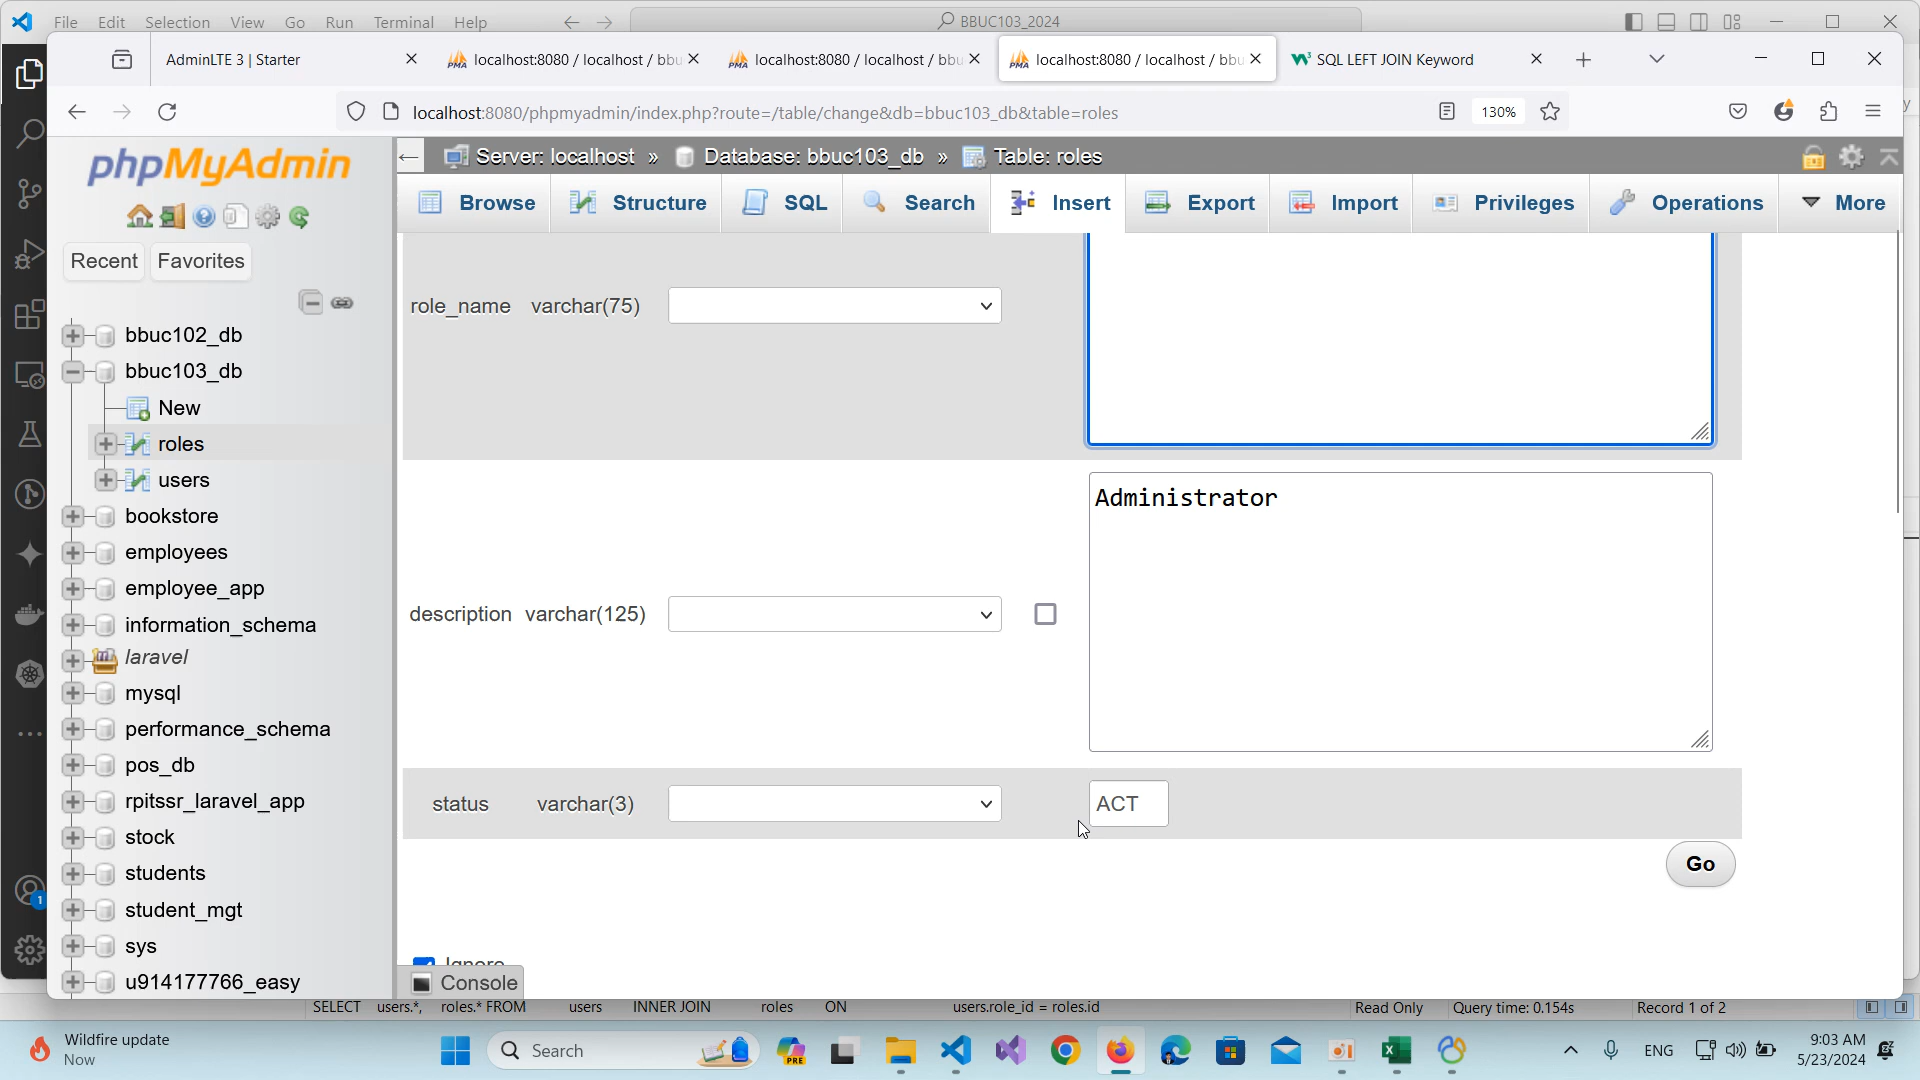 File Edit Selection View Go Run Terminal Help BBUC103_2024
AdminLTE 3 | Starter
localhost:8080 / localhost / bbu
localhost:8080 / localhost / bbu
localhost:8080 / localhost / bbu
SQL LEFT JOIN Keyword
localhost:8080/phpmyadmin/index.php?route=/table/change&db=bbuc103_db&table=roles
130%
phpMyAdmin
Server: localhost » Database: bbuc103_db » Table: roles
Browse Structure SQL Search Insert Export Import Privileges Operations More
Recent Favorites
bbuc102_db
bbuc103_db
New
roles
users
bookstore
employees
employee_app
information_schema
laravel
mysql
performance_schema
pos_db
rpitssr_laravel_app
stock
students
student_mgt
sys
u914177766_easy
role_name varchar(75)
description varchar(125)
Administrator
status varchar(3)
ACT
Go
Ignore
Console
SELECT users.*, roles.* FROM users INNER JOIN roles ON users.role_id = roles.id
Read Only
Query time: 0.154s
Record 1 of 2
Wildfire update
Now
Search
PRE
ENG
9:03 AM
5/23/2024